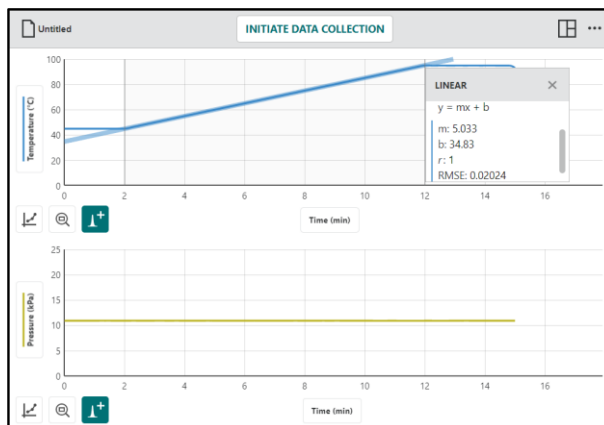 Untitled
INITIATE DATA COLLECTION
Temperature (°C)
100
80
60
40
20
0
0
2
4
6
8
10
12
14
16
Time (min)
LINEAR
y = mx + b
m: 5.033
b: 34.83
r: 1
RMSE: 0.02024
Pressure (kPa)
25
20
15
10
5
0
0
2
4
6
8
10
12
14
16
Time (min)